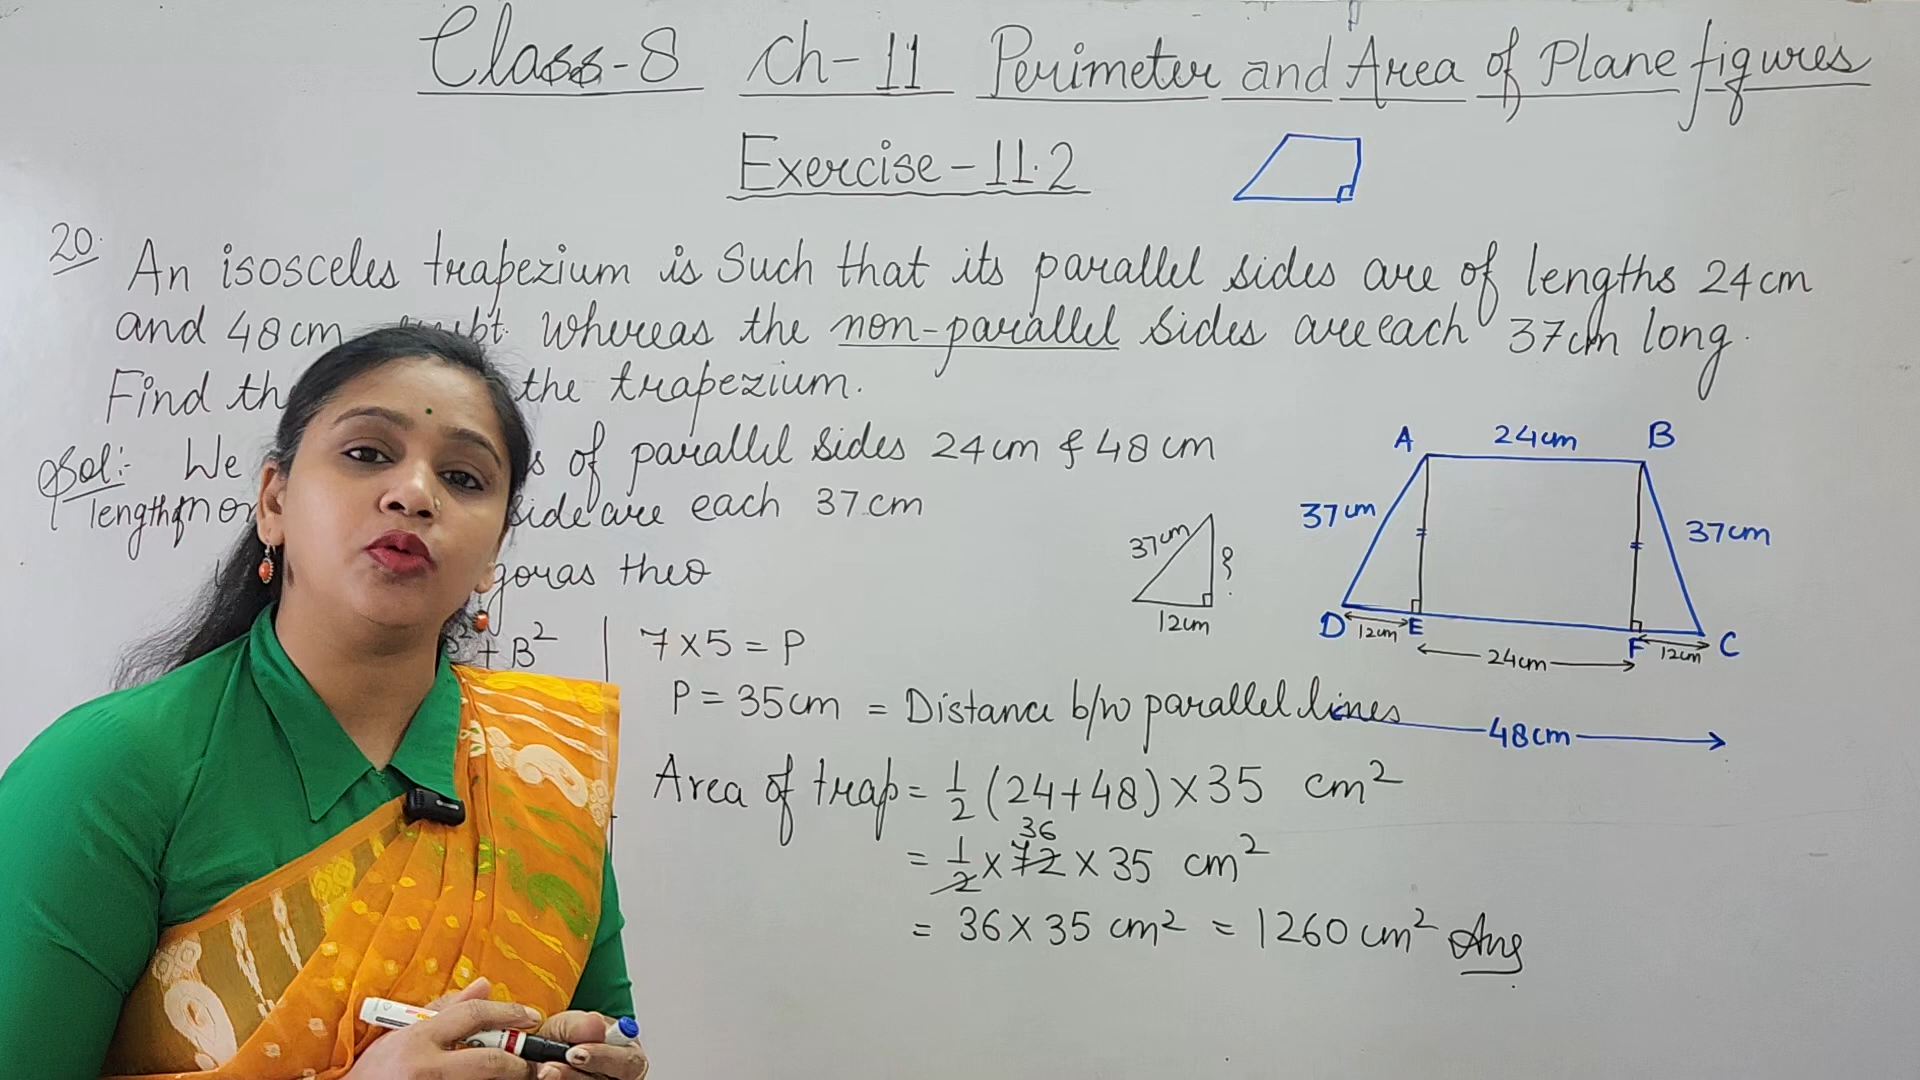 Class-8 Ch-11 Perimeter and Area of Plane figures
Exercise-11.2
20. An isosceles trapezium is Such that its parallel sides are of lengths 24cm
and 48cm whereas the non-parallel sides are each 37cm long.
Find the trapezium.
Sol:- We of parallel sides 24cm & 48cm
length of side are each 37cm
theo
+ B²
7×5 = P
P = 35cm = Distance b/w parallel lines
Area of trap = 1/2 (24+48) × 35 cm²
36
= 1/2 × 72 × 35 cm²
= 36×35 cm² = 1260 cm² Ans
37cm
?
12cm
A 24cm B
37cm 37cm
D 12cm E F 12cm C
24cm
48cm